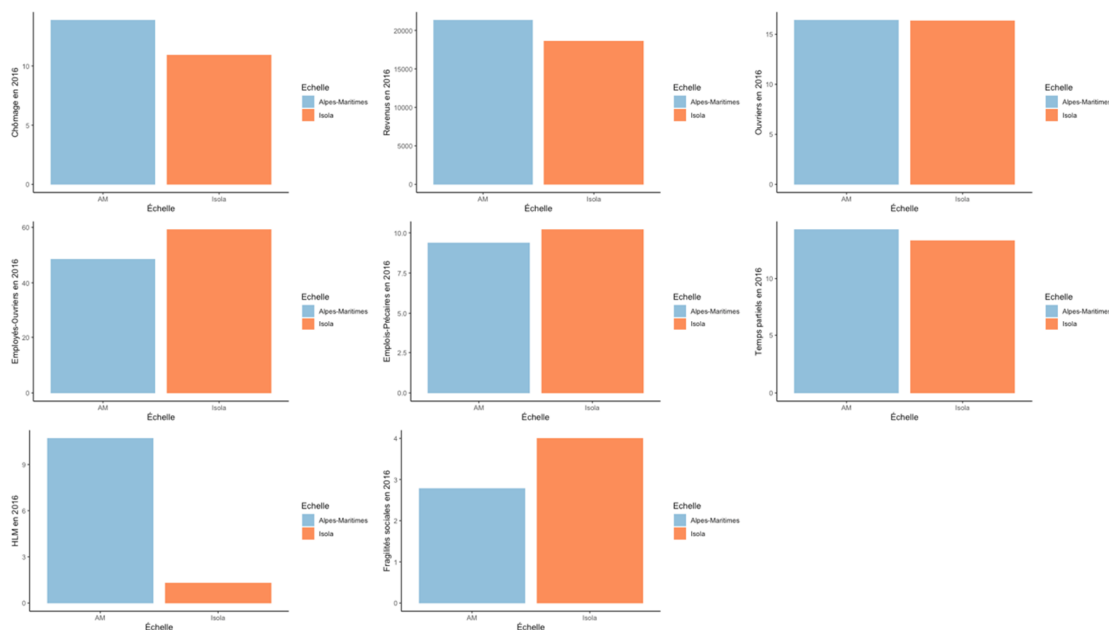 Chômage en 2016
10
5
0
AM
Isola
Échelle
Echelle
Alpes-Maritimes
Isola
Revenus en 2016
20000
15000
10000
5000
0
AM
Isola
Échelle
Echelle
Alpes-Maritimes
Isola
Ouvriers en 2016
15
10
5
0
AM
Isola
Échelle
Echelle
Alpes-Maritimes
Isola
Employés-Ouvriers en 2016
60
40
20
0
AM
Isola
Échelle
Echelle
Alpes-Maritimes
Isola
Emplois-Précaires en 2016
10.0
7.5
5.0
2.5
0.0
AM
Isola
Échelle
Echelle
Alpes-Maritimes
Isola
Temps partiels en 2016
10
5
0
AM
Isola
Échelle
Echelle
Alpes-Maritimes
Isola
HLM en 2016
9
6
3
0
AM
Isola
Échelle
Echelle
Alpes-Maritimes
Isola
Fragilités sociales en 2016
4
3
2
1
0
AM
Isola
Échelle
Echelle
Alpes-Maritimes
Isola